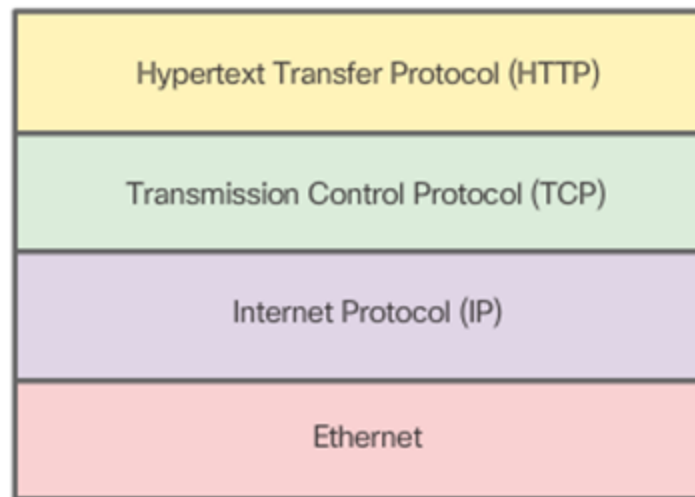 Hypertext Transfer Protocol (HTTP)
Transmission Control Protocol (TCP)
Internet Protocol (IP)
Ethernet